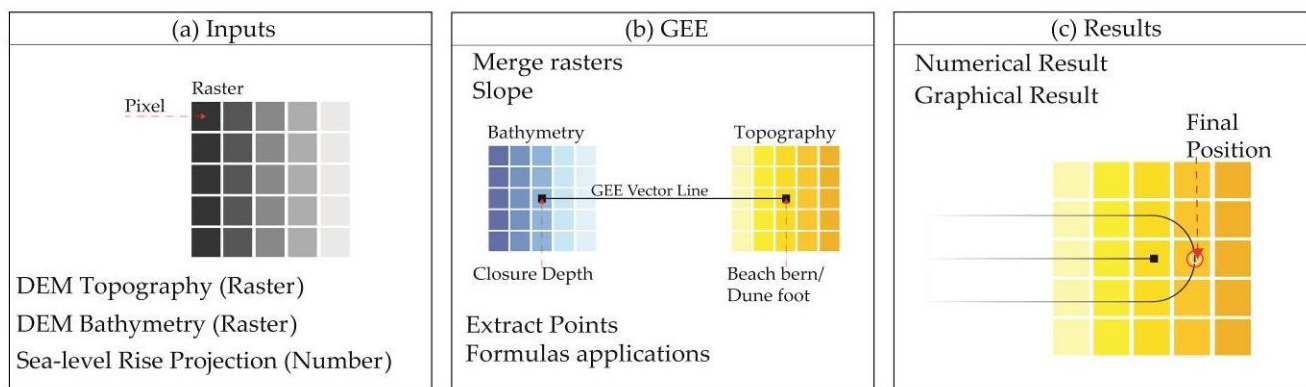 (a) Inputs
Raster
Pixel
DEM Topography (Raster)
DEM Bathymetry (Raster)
Sea-level Rise Projection (Number)
(b) GEE
Merge rasters
Slope
Bathymetry
Topography
GEE Vector Line
Closure Depth
Beach bern/
Dune foot
Extract Points
Formulas applications
(c) Results
Numerical Result
Graphical Result
Final
Position